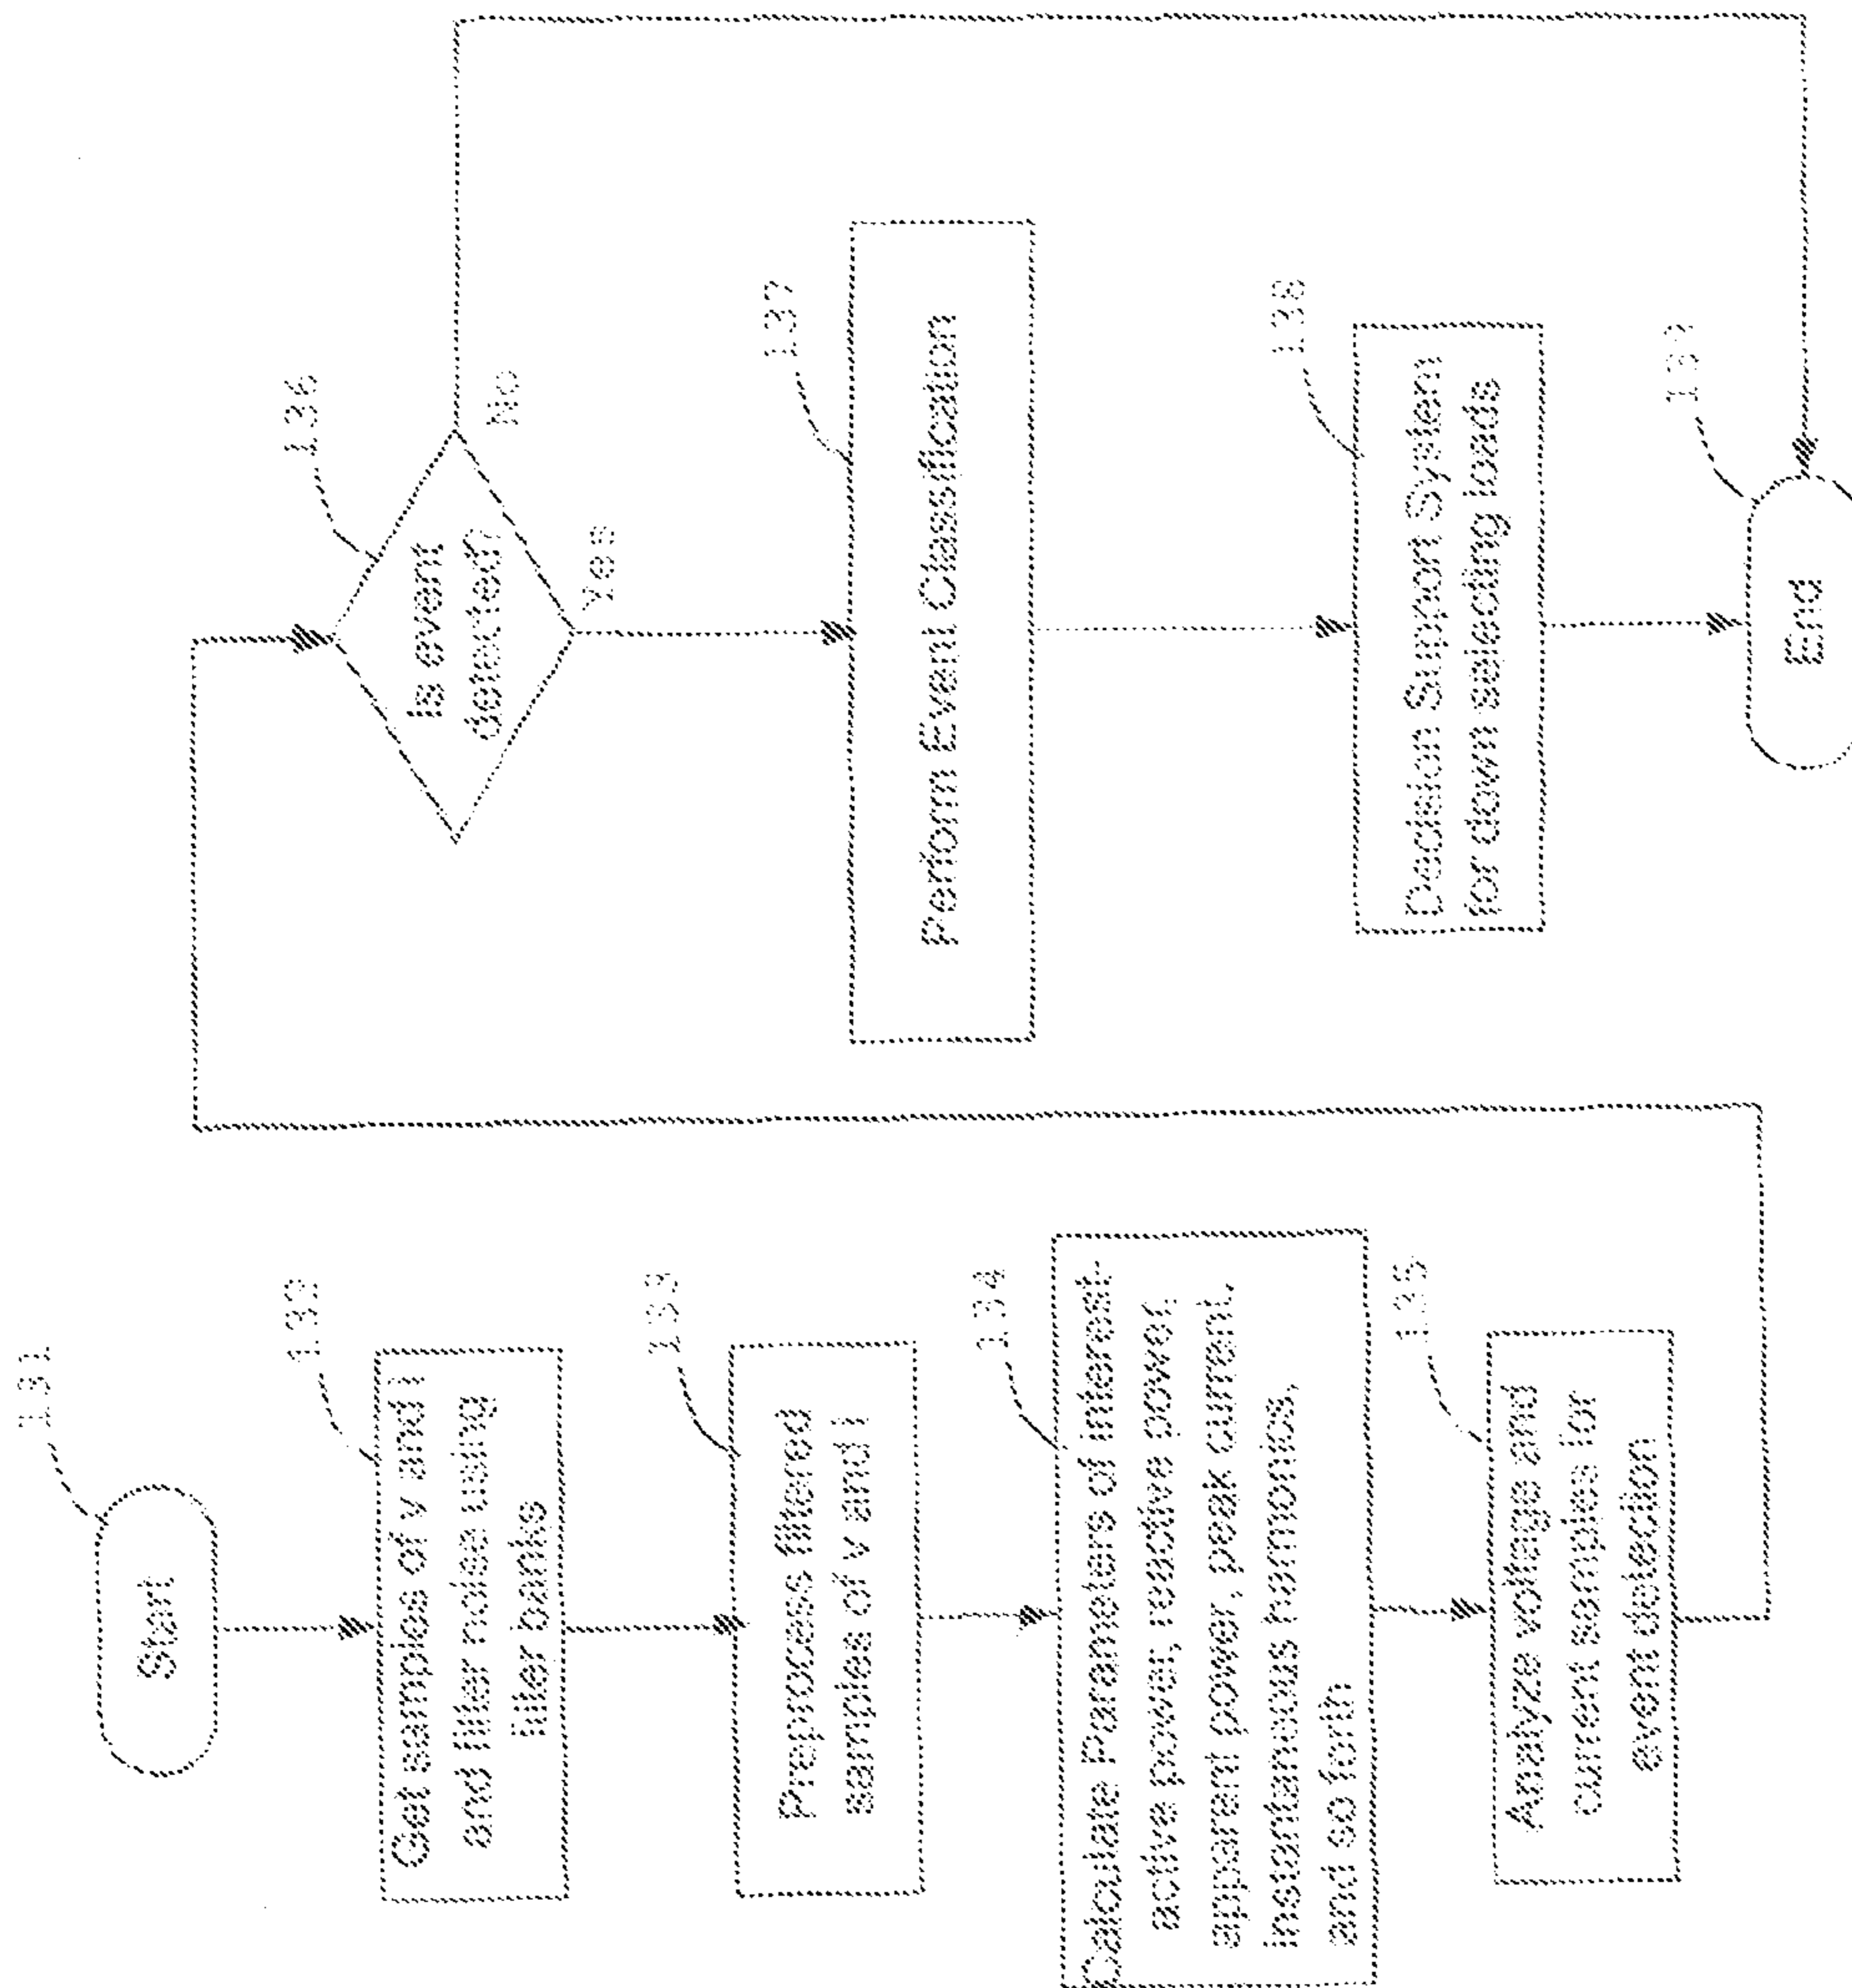 131
Start
132
Get samples of v and i
and filter noise using
filter banks
133
Preprocess filtered
samples of v and i
134
Calculate Parameters of interest-
active power, reactive power,
apparant power, peak current,
instantaneous harmonics,
and so forth
135
Analyze voltage and
current samples for
event detection
136
Is event
detected?
No
Yes
137
Perform Event Classification
138
Decision Support System
for down selecting loads
139
End